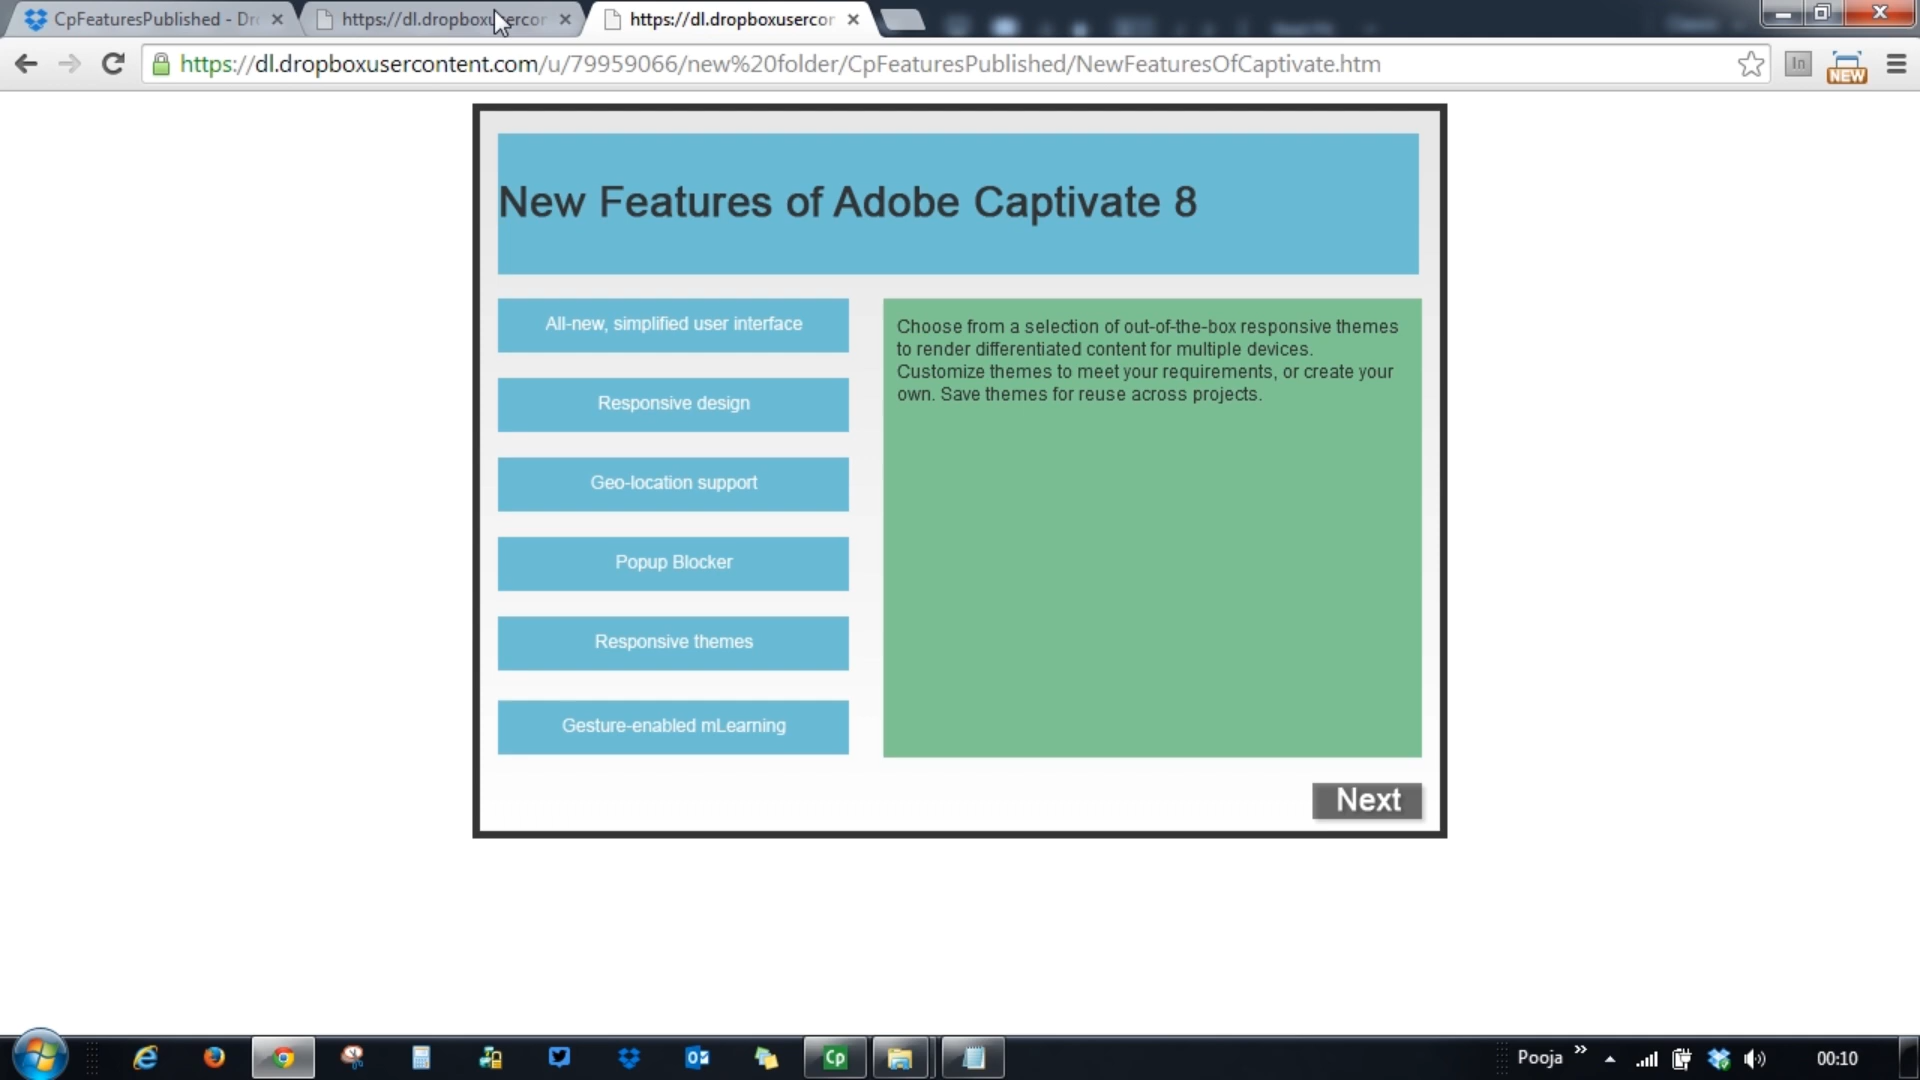 CpFeaturesPublished - Dr
https://dl.dropboxusercor
https://dl.dropboxusercor
https://dl.dropboxusercontent.com/u/79959066/new%20folder/CpFeaturesPublished/NewFeaturesOfCaptivate.htm
In
NEW
New Features of Adobe Captivate 8
All-new, simplified user interface
Responsive design
Geo-location support
Popup Blocker
Responsive themes
Gesture-enabled mLearning
Choose from a selection of out-of-the-box responsive themes
to render differentiated content for multiple devices.
Customize themes to meet your requirements, or create your
own. Save themes for reuse across projects.
Next
Cp
Pooja
00:10